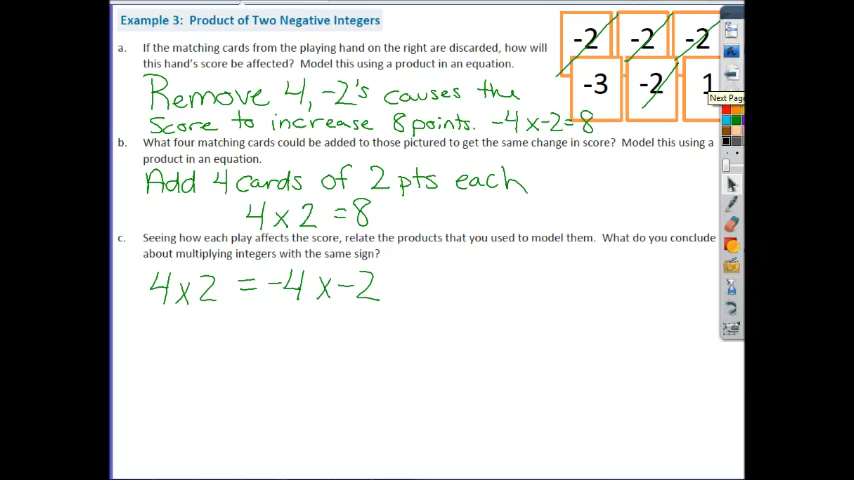 Example 3: Product of Two Negative Integers
a. If the matching cards from the playing hand on the right are discarded, how will
this hand's score be affected? Model this using a product in an equation.
Remove 4, -2's causes the
score to increase 8 points. -4 x -2 = 8
-2 -2 -2
-3 -2 1
Next Page
b. What four matching cards could be added to those pictured to get the same change in score? Model this using a
product in an equation.
Add 4 cards of 2 pts each
4 x 2 = 8
c. Seeing how each play affects the score, relate the products that you used to model them. What do you conclude
about multiplying integers with the same sign?
4 x 2 = -4 x -2